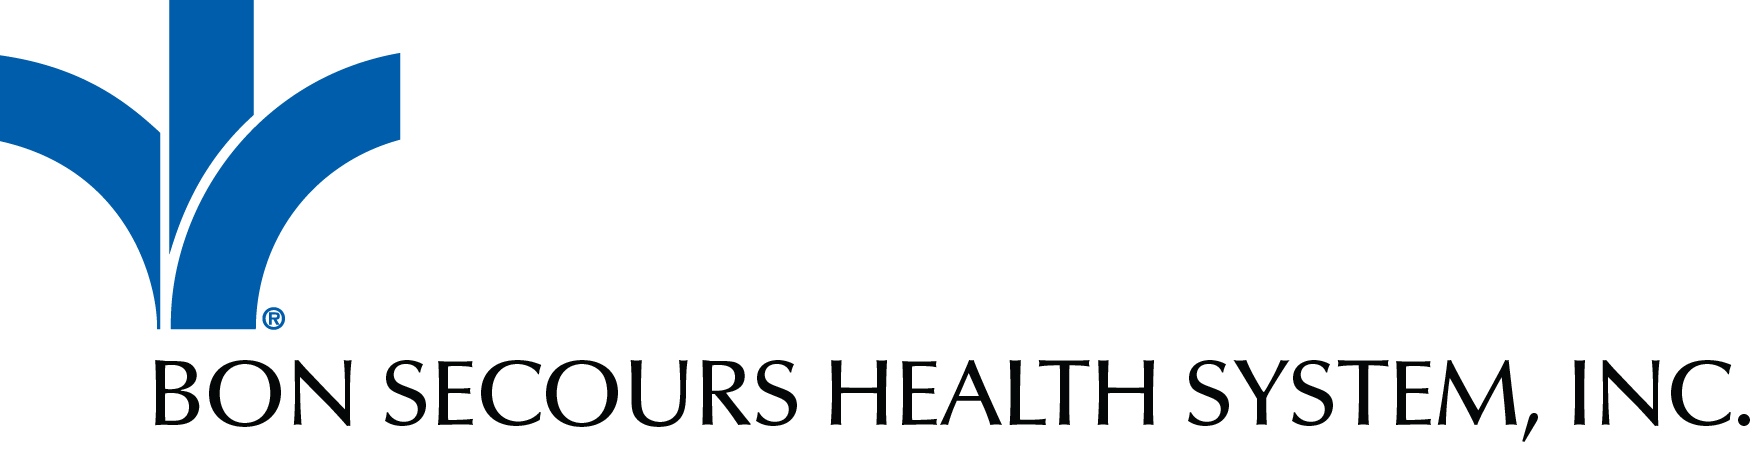 ®
BON SECOURS HEALTH SYSTEM, INC.